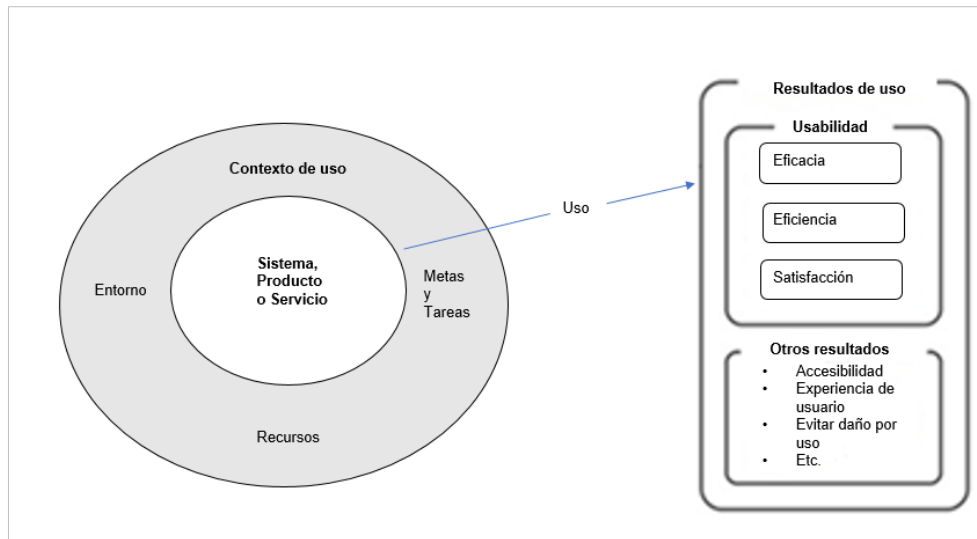 Contexto de uso
Sistema,
Producto
o Servicio
Entorno
Metas
y
Tareas
Recursos
Uso
Resultados de uso
Usabilidad
Eficacia
Eficiencia
Satisfacción
Otros resultados
• Accesibilidad
• Experiencia de
usuario
• Evitar daño por
uso
• Etc.